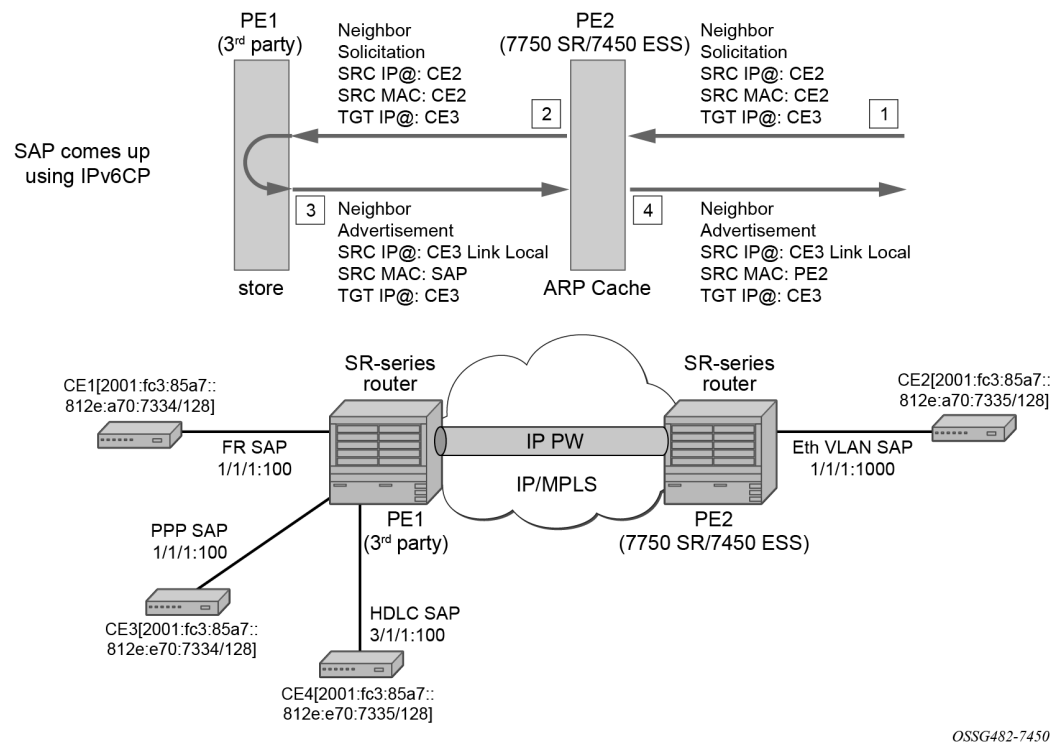 PE1
(3rd party)
PE2
(7750 SR/7450 ESS)
Neighbor
Solicitation
SRC IP@: CE2
SRC MAC: CE2
TGT IP@: CE3
Neighbor
Solicitation
SRC IP@: CE2
SRC MAC: CE2
TGT IP@: CE3
2
1
SAP comes up
using IPv6CP
3
Neighbor
Advertisement
SRC IP@: CE3 Link Local
SRC MAC: SAP
TGT IP@: CE3
4
Neighbor
Advertisement
SRC IP@: CE3 Link Local
SRC MAC: PE2
TGT IP@: CE3
store
ARP Cache
SR-series
router
SR-series
router
CE1[2001:fc3:85a7::
812e:a70:7334/128]
CE2[2001:fc3:85a7::
812e:a70:7335/128]
FR SAP
1/1/1:100
IP PW
IP/MPLS
Eth VLAN SAP
1/1/1:1000
PE1
(3rd party)
PE2
(7750 SR/7450 ESS)
PPP SAP
1/1/1:100
HDLC SAP
3/1/1:100
CE3[2001:fc3:85a7::
812e:e70:7334/128]
CE4[2001:fc3:85a7::
812e:e70:7335/128]
OSSG482-7450